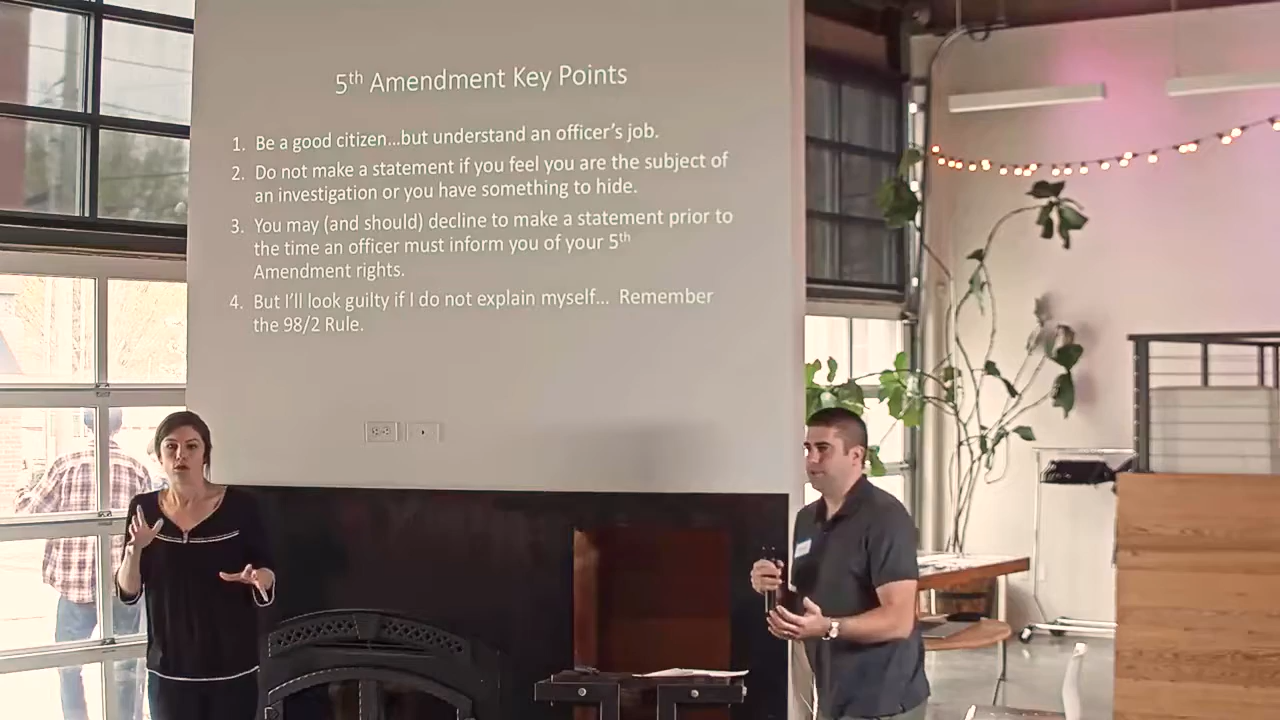 5th Amendment Key Points
1. Be a good citizen...but understand an officer's job.
2. Do not make a statement if you feel you are the subject of
an investigation or you have something to hide.
3. You may (and should) decline to make a statement prior to
the time an officer must inform you of your 5th
Amendment rights.
4. But I'll look guilty if I do not explain myself... Remember
the 98/2 Rule.